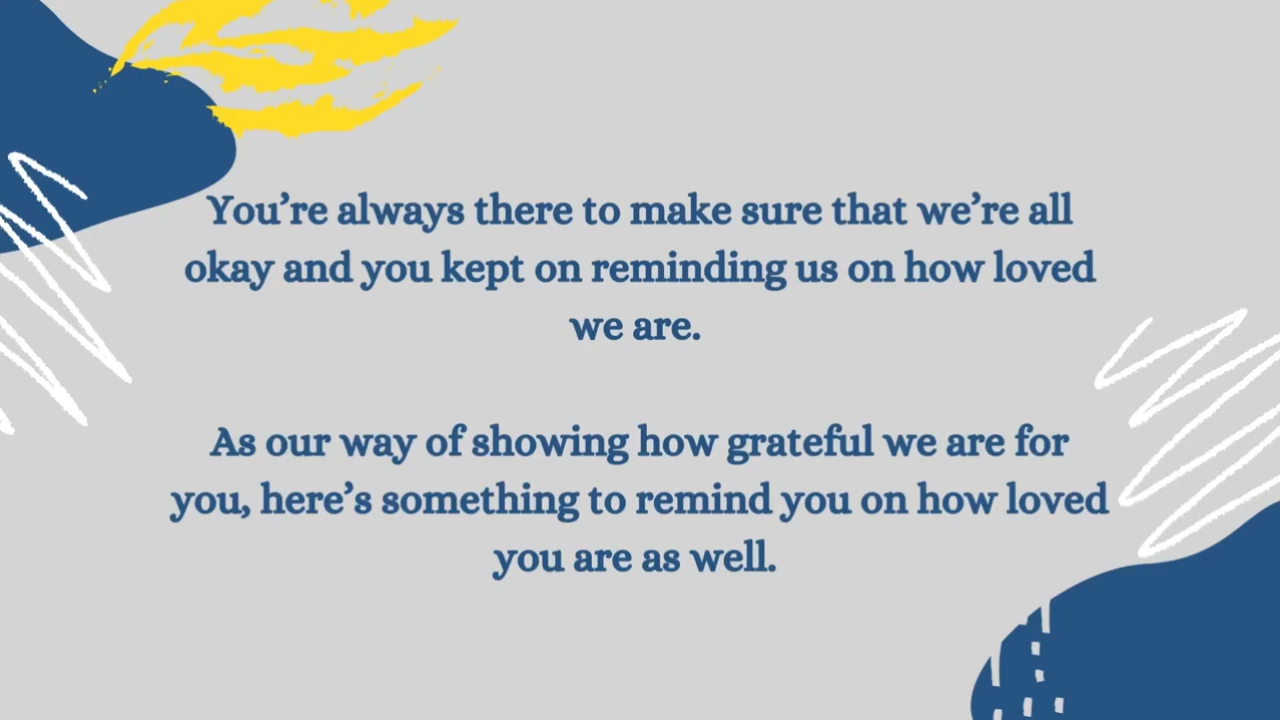 You’re always there to make sure that we’re all
okay and you kept on reminding us on how loved
we are.
As our way of showing how grateful we are for
you, here’s something to remind you on how loved
you are as well.